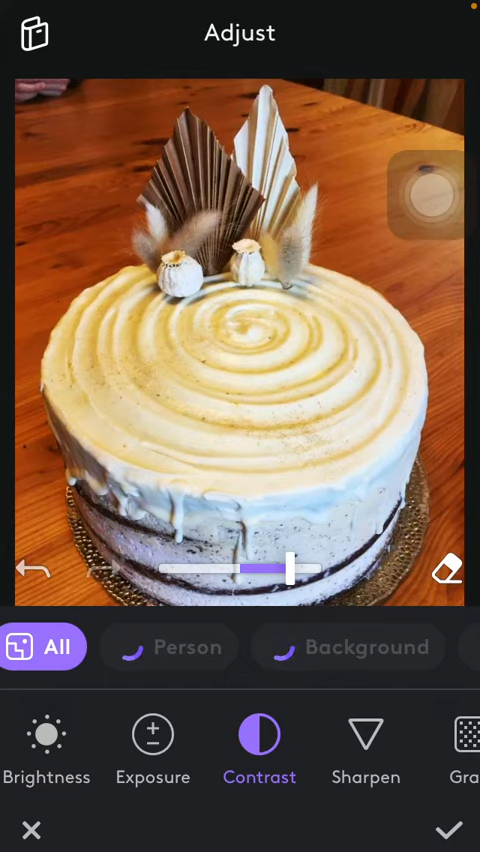 Adjust
All
Person
Background
Brightness
Exposure
Contrast
Sharpen
Gra